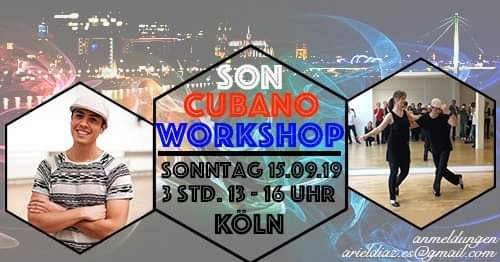 SON
CUBANO
WORKSHOP
SONNTAG 15.09.19
3 STD. 13 - 16 UHR
KÖLN
anmeldungen
arieldiaz.es@gmail.com